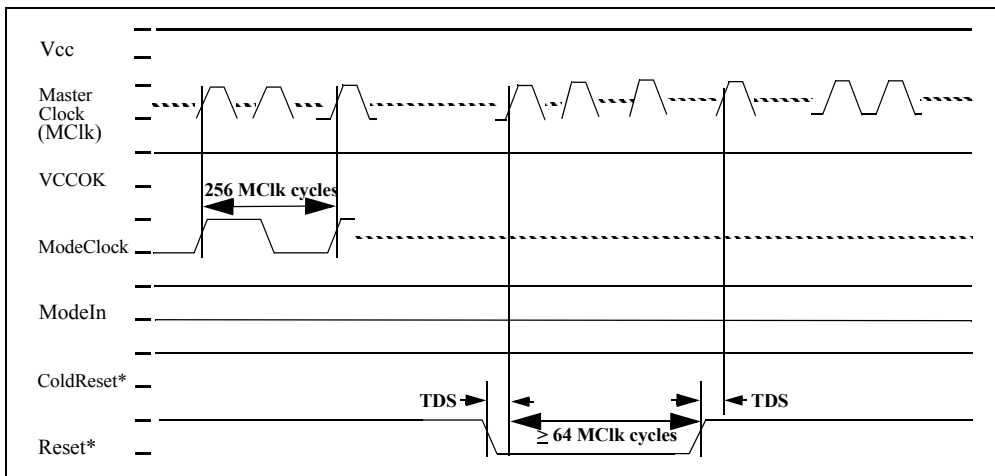 Vcc
Master
Clock
(MClk)
VCCOK
256 MClk cycles
ModeClock
ModeIn
ColdReset*
TDS
TDS
≥ 64 MClk cycles
Reset*